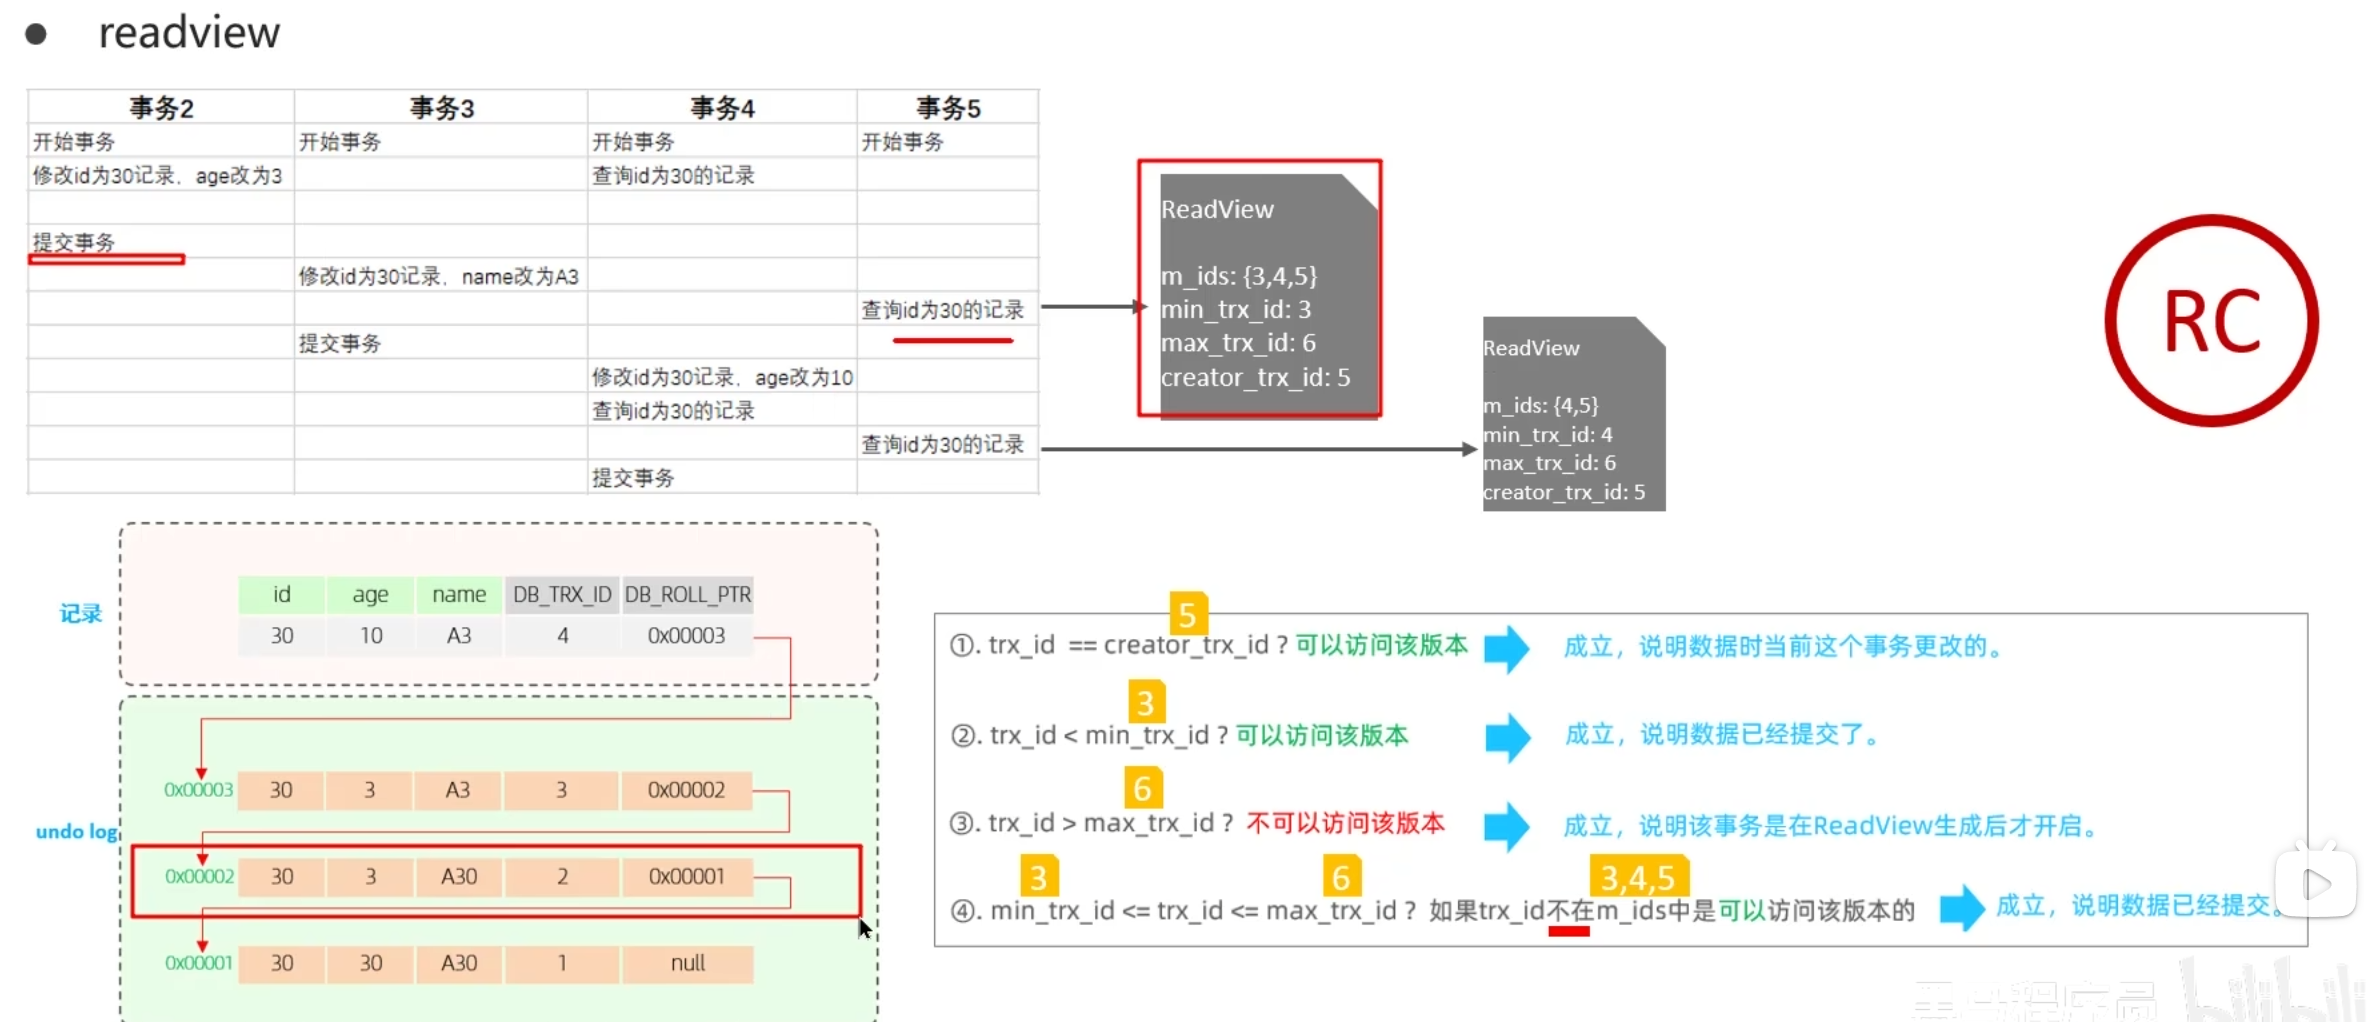 ● readview
事务2 事务3 事务4 事务5
开始事务 开始事务 开始事务 开始事务
修改id为30记录，age改为3 查询id为30的记录
提交事务
修改id为30记录，name改为A3
查询id为30的记录
提交事务
修改id为30记录，age改为10
查询id为30的记录
查询id为30的记录
提交事务
ReadView
m_ids: {3,4,5}
min_trx_id: 3
max_trx_id: 6
creator_trx_id: 5
ReadView
m_ids: {4,5}
min_trx_id: 4
max_trx_id: 6
creator_trx_id: 5
RC
记录
id age name DB_TRX_ID DB_ROLL_PTR
30 10 A3 4 0x00003
undo log
0x00003 30 3 A3 3 0x00002
0x00002 30 3 A30 2 0x00001
0x00001 30 30 A30 1 null
5
①. trx_id == creator_trx_id ? 可以访问该版本 成立，说明数据时当前这个事务更改的。
3
②. trx_id < min_trx_id ? 可以访问该版本 成立，说明数据已经提交了。
6
③. trx_id > max_trx_id ? 不可以访问该版本 成立，说明该事务是在ReadView生成后才开启。
3 6 3,4,5
④. min_trx_id <= trx_id <= max_trx_id ? 如果trx_id不在m_ids中是可以访问该版本的 成立，说明数据已经提交。
bilibili